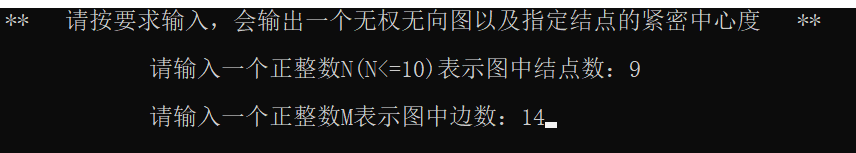 ** 请按要求输入，会输出一个无权无向图以及指定结点的紧密中心度 **
请输入一个正整数N(N<=10)表示图中结点数：9
请输入一个正整数M表示图中边数：14